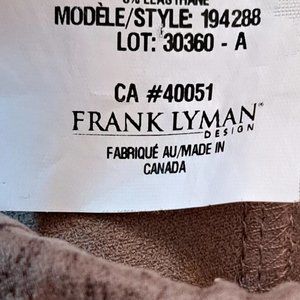 MODÈLE/STYLE: 194288
LOT: 30360 - A
CA #40051
FRANK LYMAN
DESIGN
FABRIQUÉ AU/MADE IN
CANADA